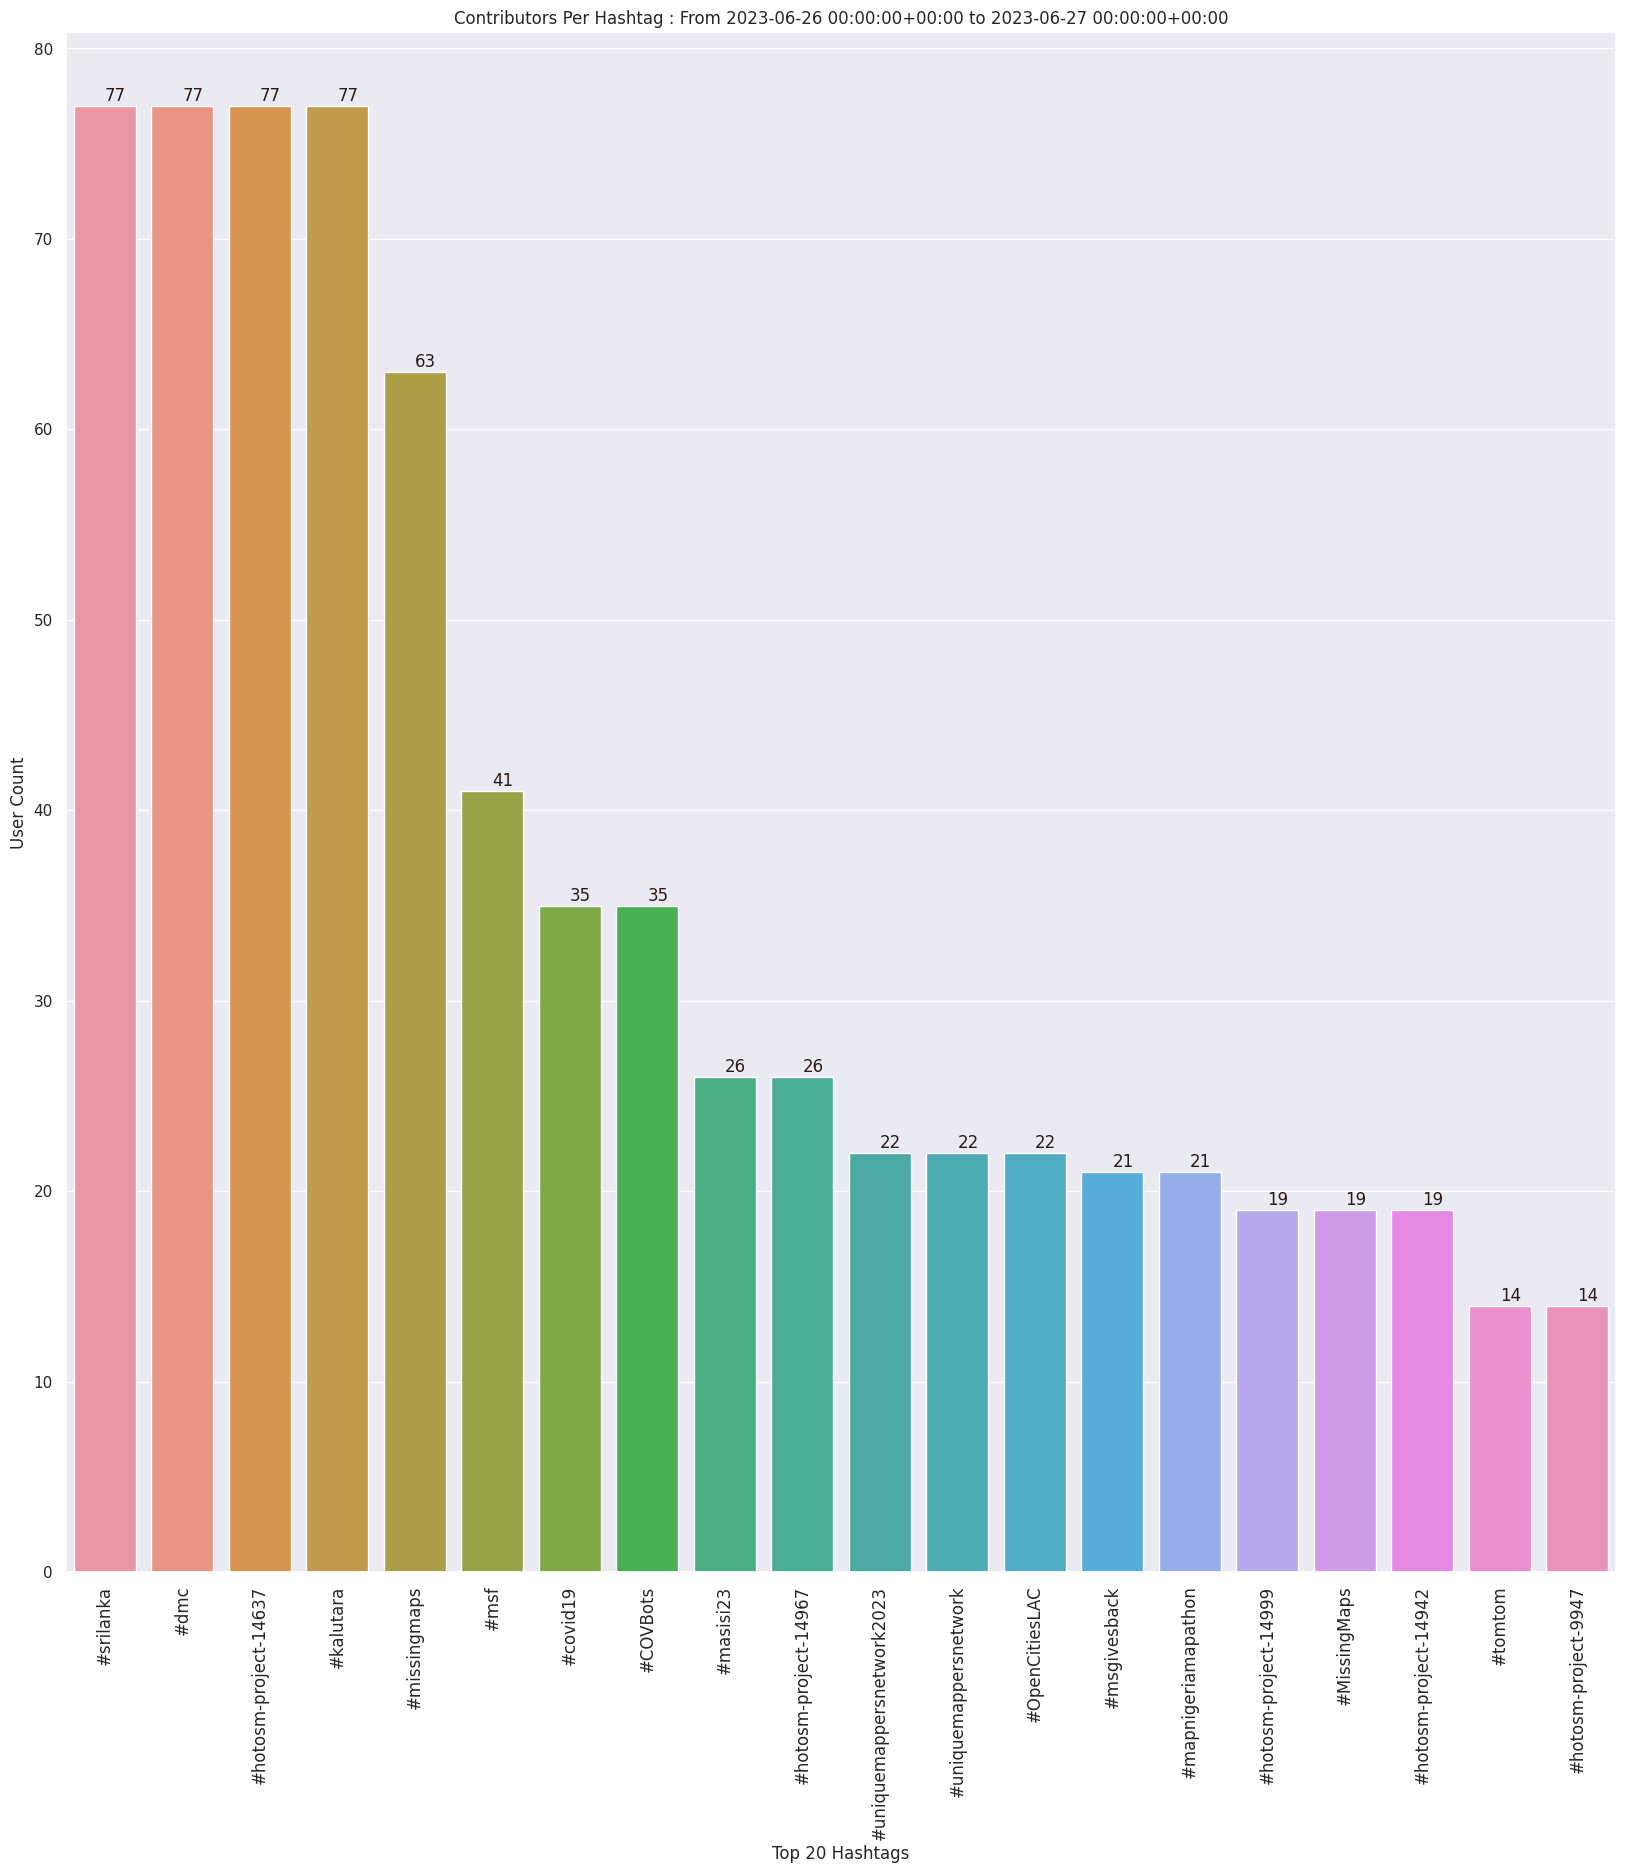 Contributors Per Hashtag : From 2023-06-26 00:00:00+00:00 to 2023-06-27 00:00:00+00:00
80
70
60
50
40
30
20
10
0
User Count
77
77
77
77
63
41
35
35
26
26
22
22
22
21
21
19
19
19
14
14
#srilanka
#dmc
#hotosm-project-14637
#kalutara
#missingmaps
#msf
#covid19
#COVBots
#masisi23
#hotosm-project-14967
#uniquemappersnetwork2023
#uniquemappersnetwork
#OpenCitiesLAC
#msgivesback
#mapnigeriamapathon
#hotosm-project-14999
#MissingMaps
#hotosm-project-14942
#tomtom
#hotosm-project-9947
Top 20 Hashtags